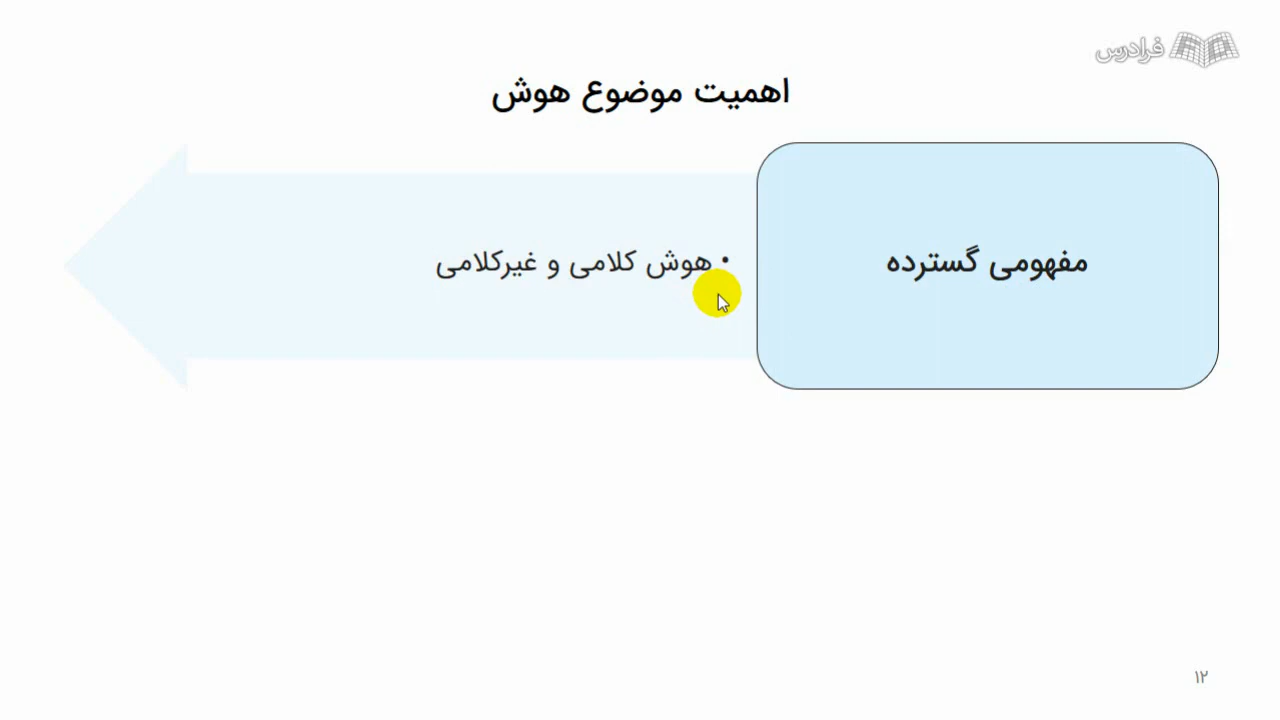 فرادرس
اهمیت موضوع هوش
مفهومی گسترده
• هوش کلامی و غیرکلامی
۱۲